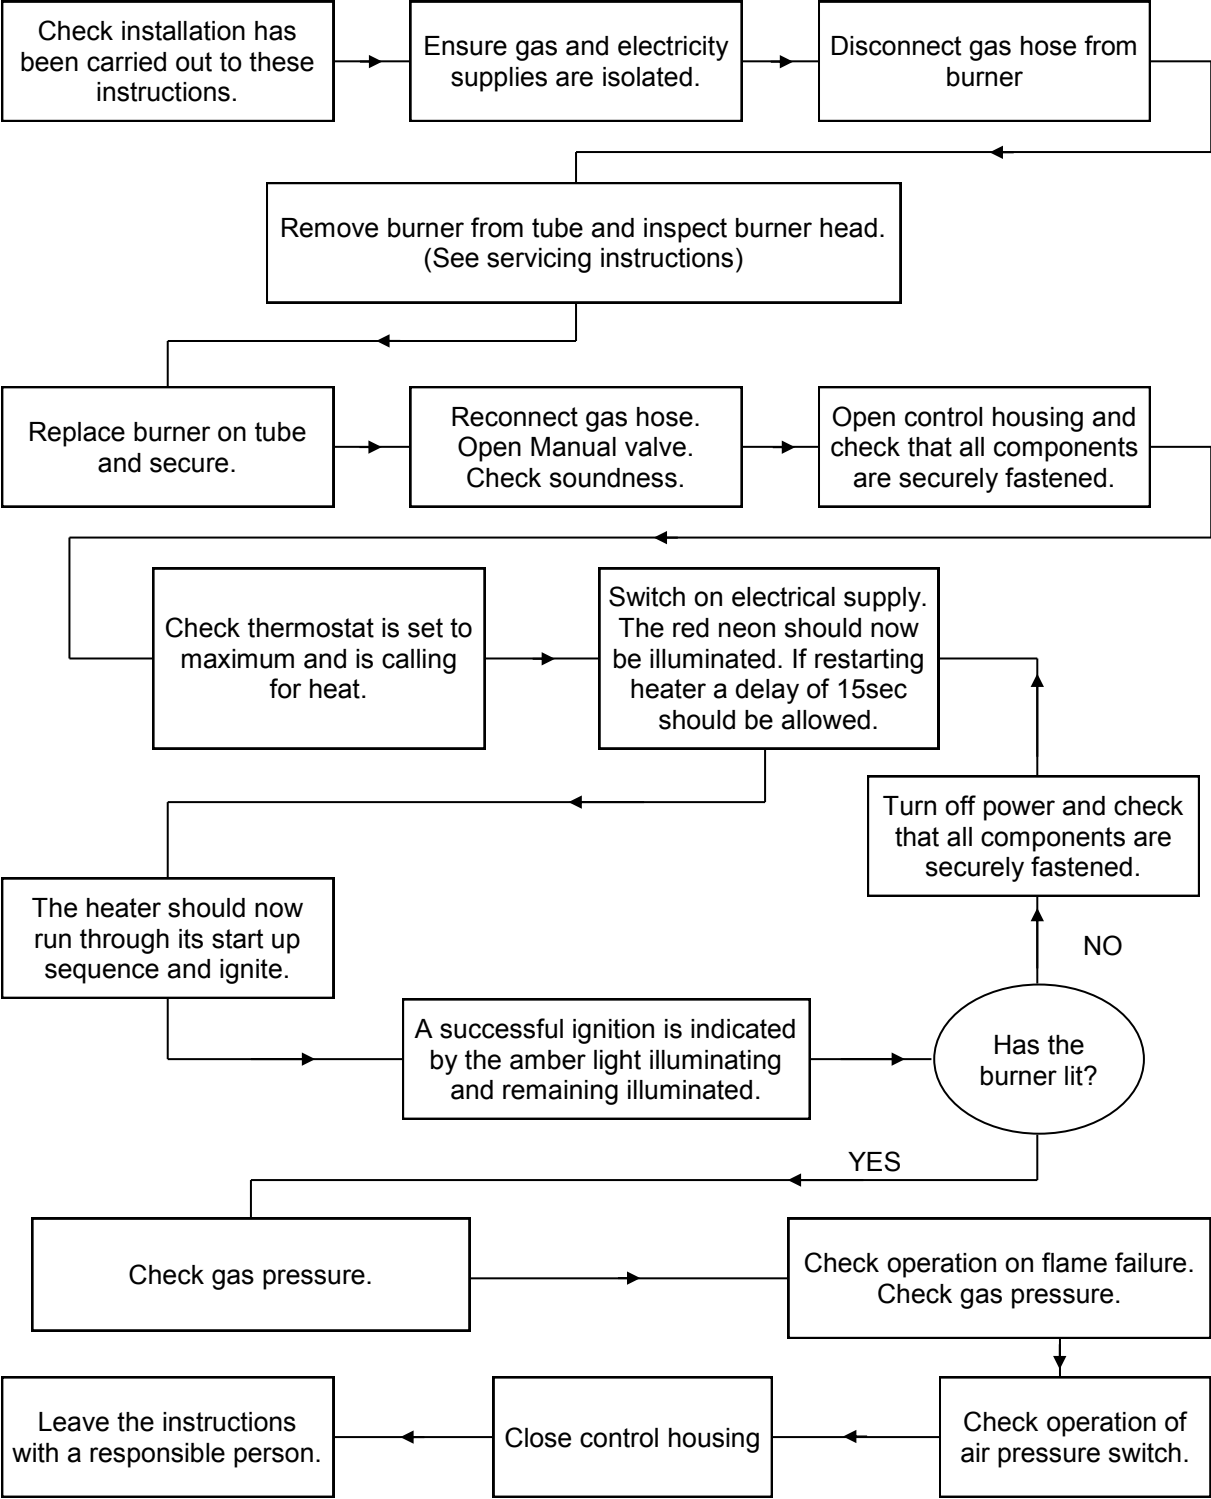 Check installation has
been carried out to these
instructions.
Ensure gas and electricity
supplies are isolated.
Disconnect gas hose from
burner
Remove burner from tube and inspect burner head.
(See servicing instructions)
Replace burner on tube
and secure.
Reconnect gas hose.
Open Manual valve.
Check soundness.
Open control housing and
check that all components
are securely fastened.
Check thermostat is set to
maximum and is calling
for heat.
Switch on electrical supply.
The red neon should now
be illuminated. If restarting
heater a delay of 15sec
should be allowed.
Turn off power and check
that all components are
securely fastened.
The heater should now
run through its start up
sequence and ignite.
NO
A successful ignition is indicated
by the amber light illuminating
and remaining illuminated.
Has the
burner lit?
YES
Check gas pressure.
Check operation on flame failure.
Check gas pressure.
Leave the instructions
with a responsible person.
Close control housing
Check operation of
air pressure switch.